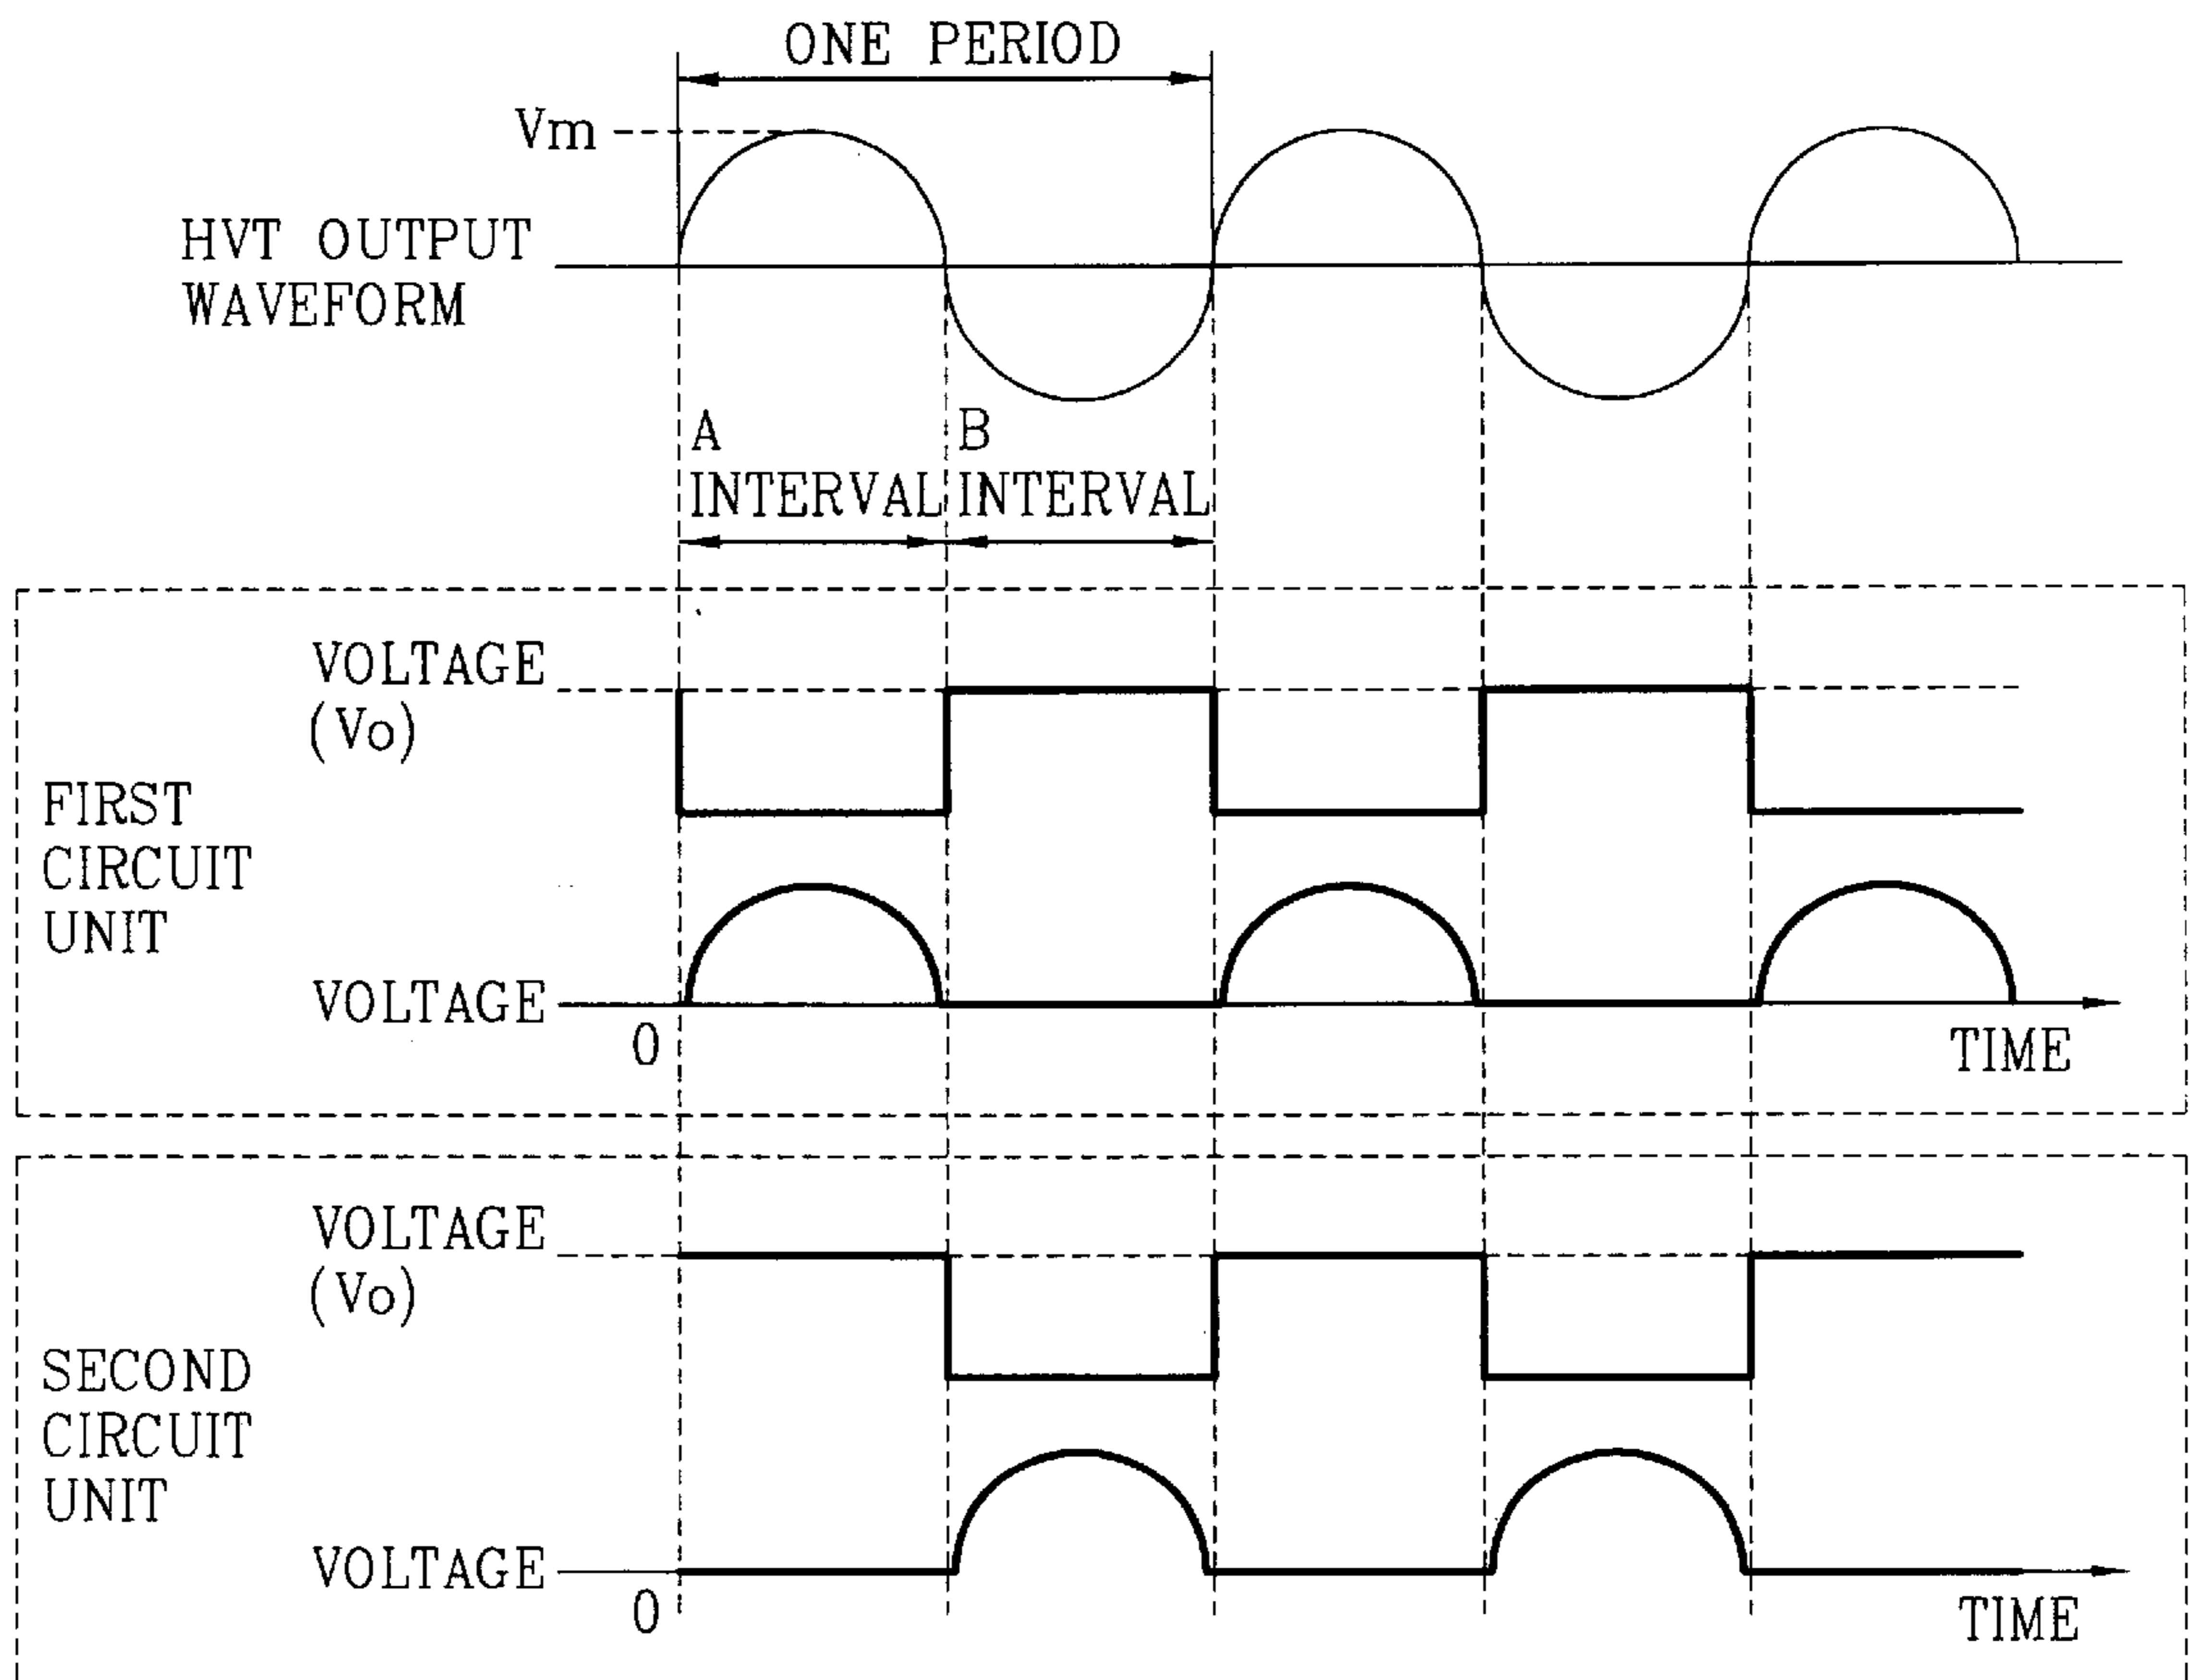 ONE PERIOD
Vm
HVT OUTPUT
WAVEFORM
A
INTERVAL
B
INTERVAL
VOLTAGE
(Vo)
FIRST
CIRCUIT
UNIT
VOLTAGE
0
TIME
VOLTAGE
(Vo)
SECOND
CIRCUIT
UNIT
VOLTAGE
0
TIME